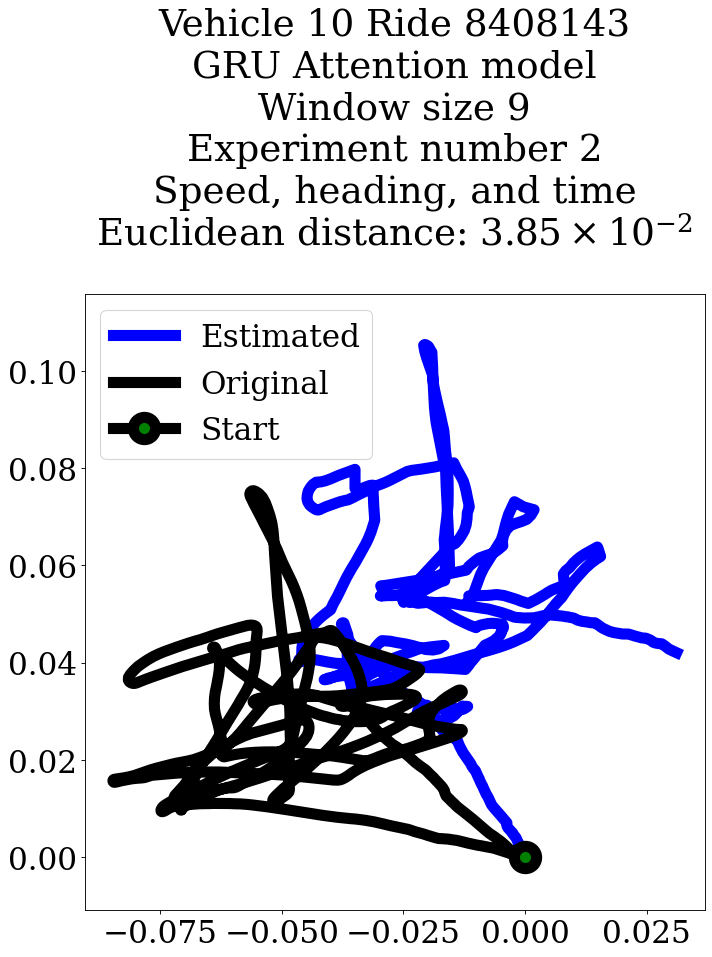 Vehicle 10 Ride 8408143
GRU Attention model
Window size 9
Experiment number 2
Speed, heading, and time
Euclidean distance: 3.85 × 10⁻²
Estimated
Original
Start
0.10
0.08
0.06
0.04
0.02
0.00
−0.075 −0.050 −0.025 0.000 0.025